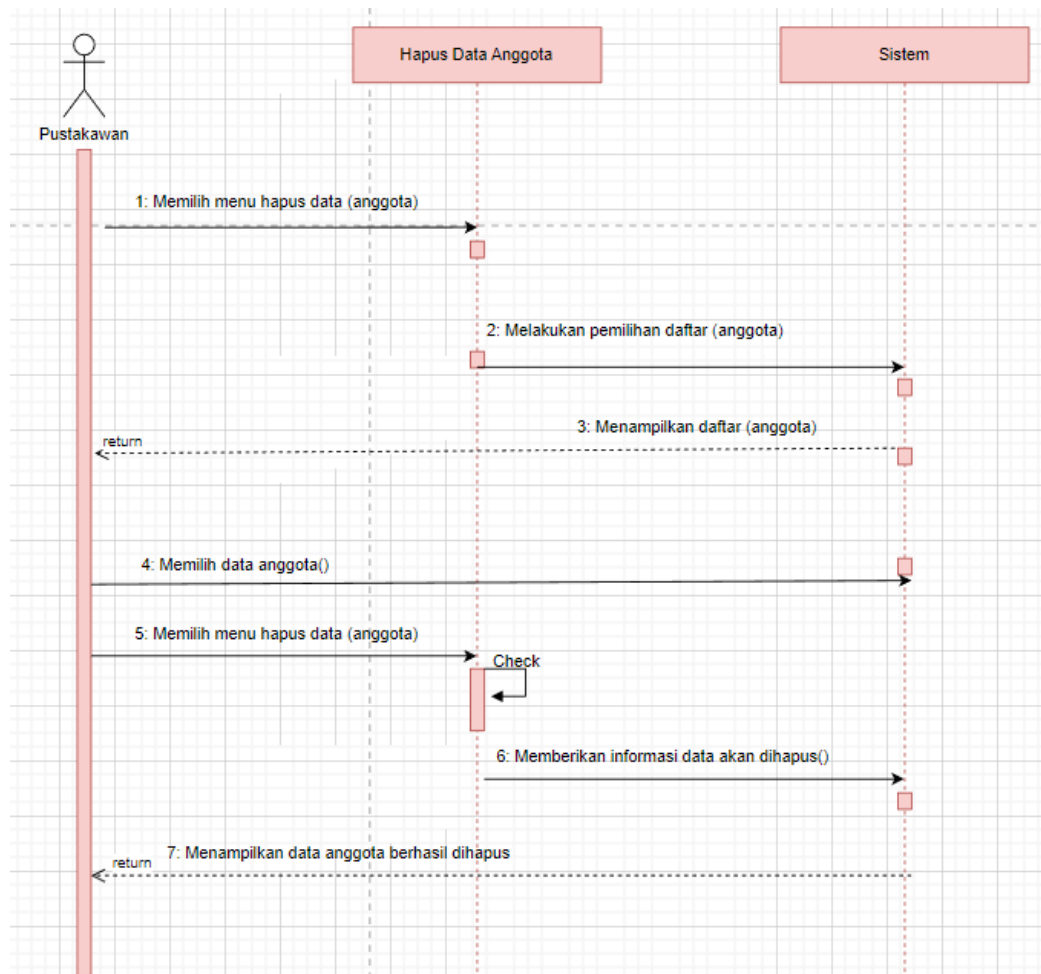 Hapus Data Anggota
Sistem
Pustakawan
1: Memilih menu hapus data (anggota)
2: Melakukan pemilihan daftar (anggota)
3: Menampilkan daftar (anggota)
return
4: Memilih data anggota()
5: Memilih menu hapus data (anggota)
Check
6: Memberikan informasi data akan dihapus()
7: Menampilkan data anggota berhasil dihapus
return